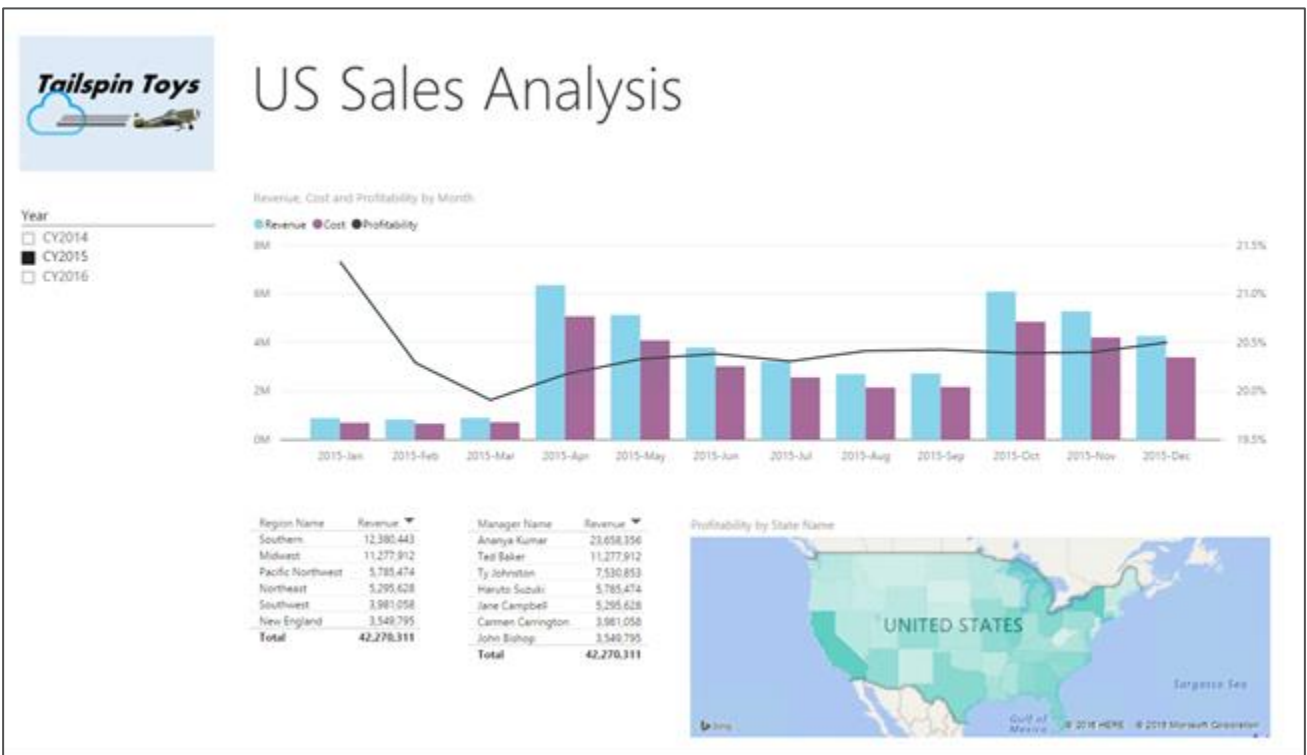 Tailspin Toys
US Sales Analysis
Year
CY2014
CY2015
CY2016
Revenue, Cost and Profitability by Month
Revenue Cost Profitability
8M 21.5%
6M 21.0%
4M 20.5%
2M 20.0%
0M 19.5%
2015-Jan 2015-Feb 2015-Mar 2015-Apr 2015-May 2015-Jun 2015-Jul 2015-Aug 2015-Sep 2015-Oct 2015-Nov 2015-Dec
Region Name Revenue
Southern 12,380,443
Midwest 11,277,912
Pacific Northwest 5,785,474
Northeast 5,295,628
Southwest 3,981,058
New England 3,549,795
Total 42,270,311
Manager Name Revenue
Ananya Kumar 23,658,356
Ted Baker 11,277,912
Ty Johnston 7,530,853
Haruto Suzuki 5,785,474
Jane Campbell 5,295,628
Carmen Carrington 3,981,058
John Bishop 3,549,795
Total 42,270,311
Profitability by State Name
UNITED STATES
Sargasso Sea
Gulf of
Mexico
bing
© 2016 HERE © 2016 Microsoft Corporation